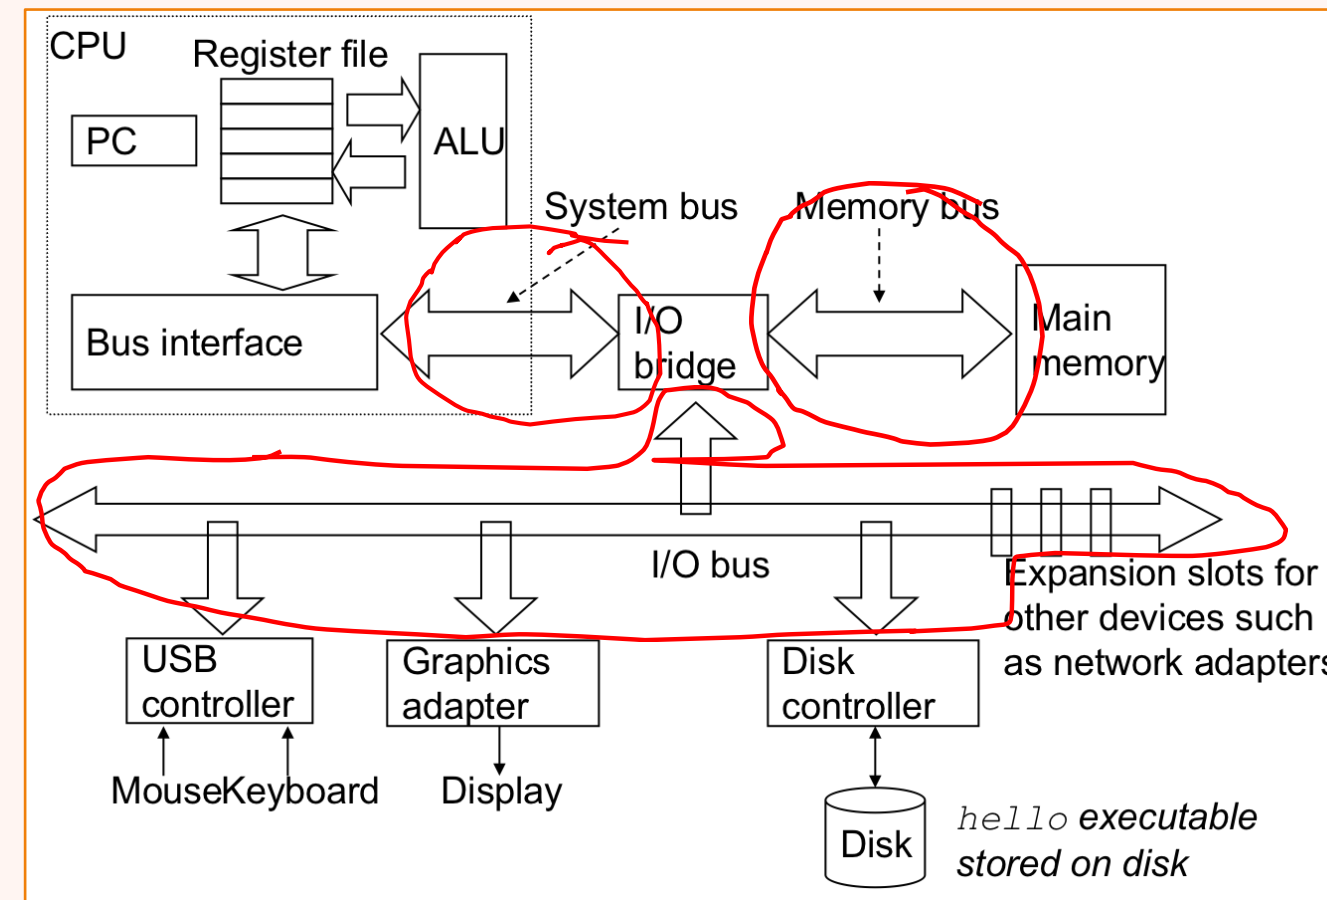 CPU
Register file
PC
ALU
System bus
Memory bus
Bus interface
I/O
bridge
Main
memory
I/O bus
Expansion slots for
other devices such
as network adapters
USB
controller
Graphics
adapter
Disk
controller
Mouse
Keyboard
Display
Disk
hello executable
stored on disk